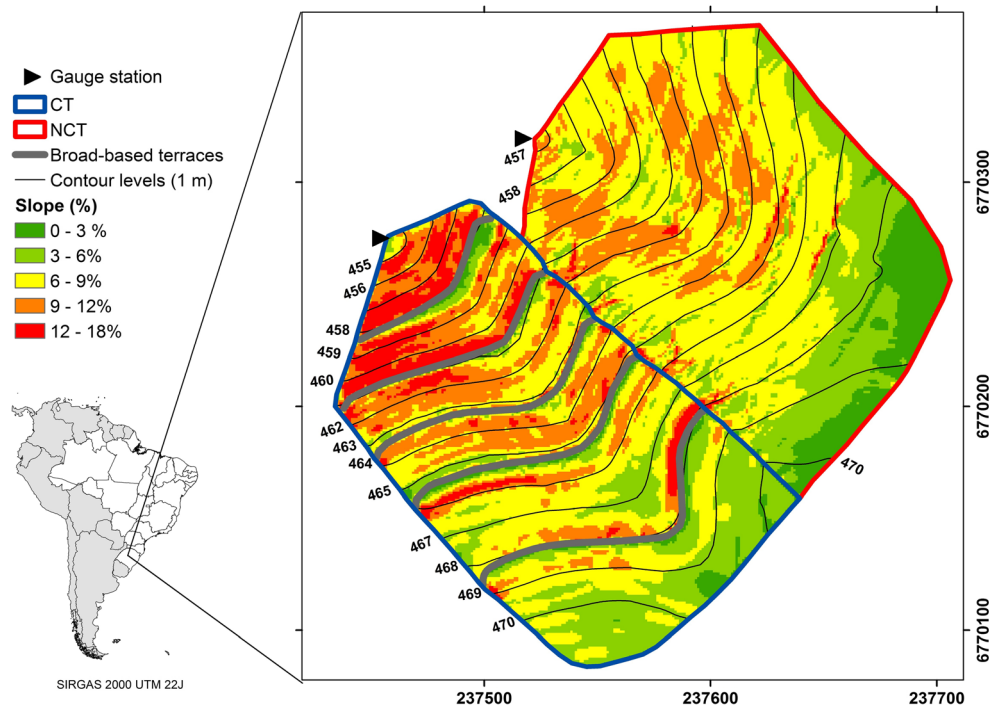 Gauge station
CT
NCT
Broad-based terraces
Contour levels (1 m)
Slope (%)
0 - 3 %
3 - 6%
6 - 9%
9 - 12%
12 - 18%
SIRGAS 2000 UTM 22J
457
458
455
456
458
459
460
462
463
464
465
467
468
469
470
470
6770300
6770200
6770100
237500
237600
237700